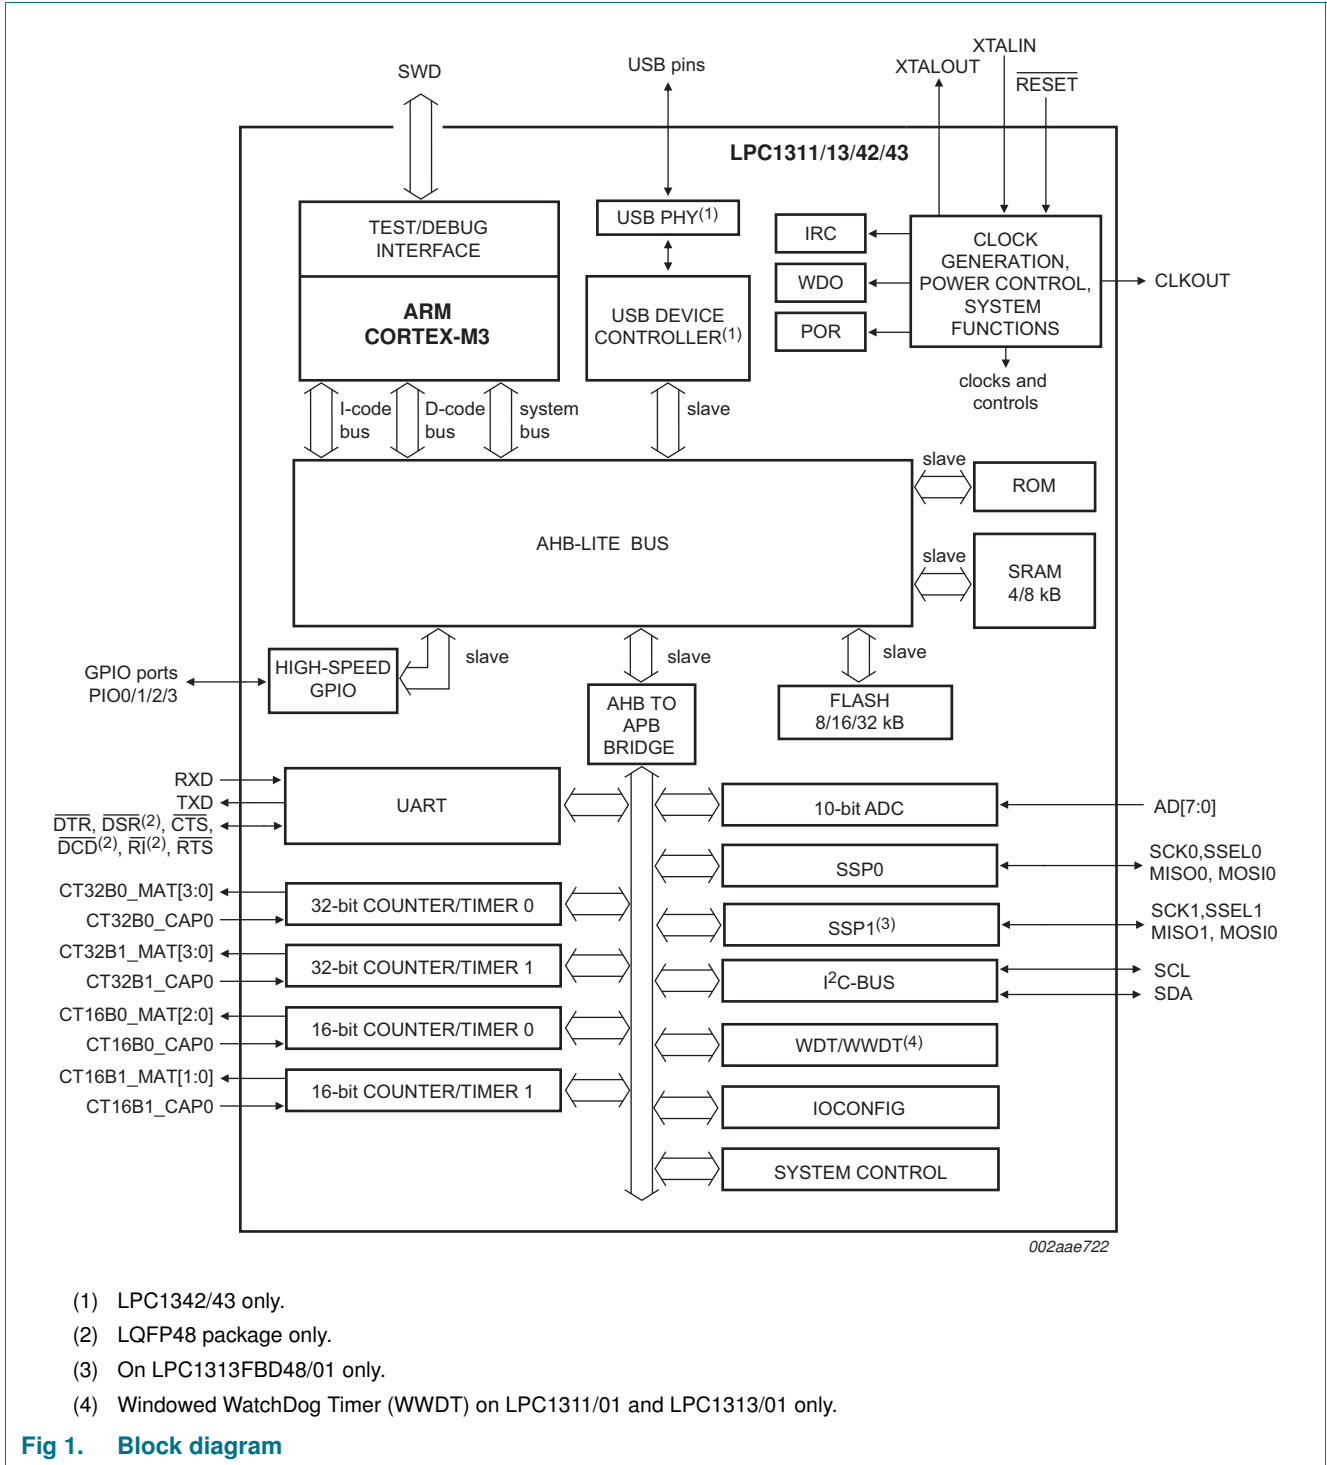 SWD
USB pins
XTALOUT
XTALIN
RESET
LPC1311/13/42/43
TEST/DEBUG
INTERFACE
ARM
CORTEX-M3
USB PHY(1)
USB DEVICE
CONTROLLER(1)
IRC
WDO
POR
CLOCK
GENERATION,
POWER CONTROL,
SYSTEM
FUNCTIONS
CLKOUT
clocks and
controls
I-code
bus
D-code
bus
system
bus
slave
AHB-LITE BUS
slave
ROM
slave
SRAM
4/8 kB
GPIO ports
PIO0/1/2/3
HIGH-SPEED
GPIO
slave
slave
slave
AHB TO
APB
BRIDGE
FLASH
8/16/32 kB
RXD
TXD
DTR, DSR(2), CTS,
DCD(2), RI(2), RTS
UART
10-bit ADC
AD[7:0]
SSP0
SCK0,SSEL0
MISO0, MOSI0
CT32B0_MAT[3:0]
CT32B0_CAP0
32-bit COUNTER/TIMER 0
SSP1(3)
SCK1,SSEL1
MISO1, MOSI0
CT32B1_MAT[3:0]
CT32B1_CAP0
32-bit COUNTER/TIMER 1
I2C-BUS
SCL
SDA
CT16B0_MAT[2:0]
CT16B0_CAP0
16-bit COUNTER/TIMER 0
WDT/WWDT(4)
CT16B1_MAT[1:0]
CT16B1_CAP0
16-bit COUNTER/TIMER 1
IOCONFIG
SYSTEM CONTROL
002aae722
(1) LPC1342/43 only.
(2) LQFP48 package only.
(3) On LPC1313FBD48/01 only.
(4) Windowed WatchDog Timer (WWDT) on LPC1311/01 and LPC1313/01 only.
Fig 1. Block diagram